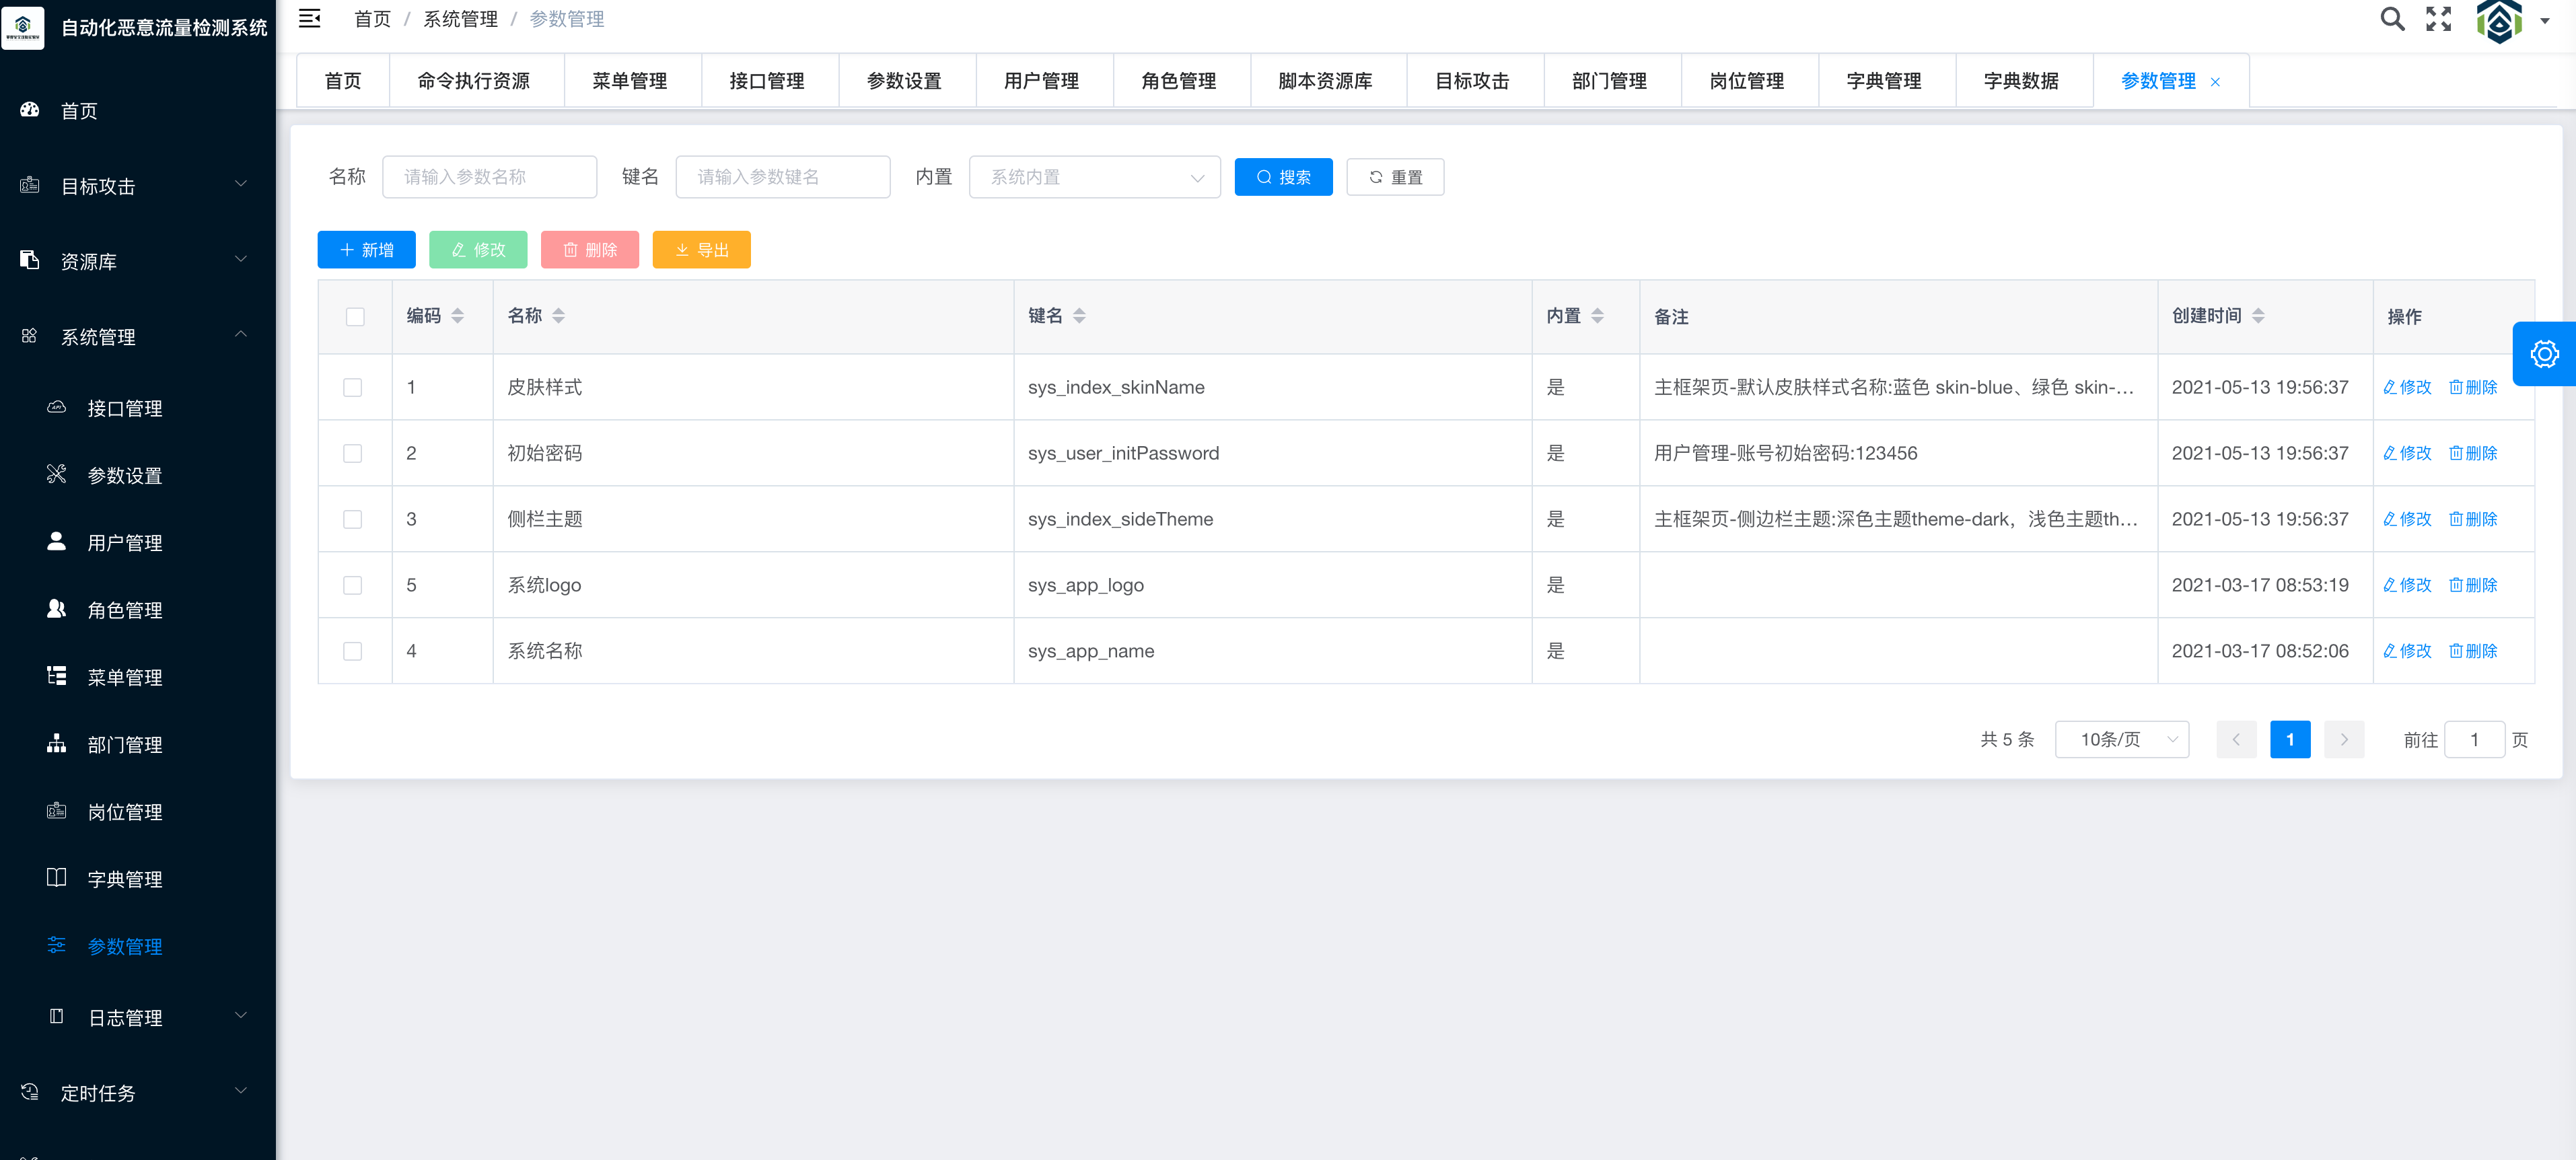 自动化恶意流量检测系统
首页 / 系统管理 / 参数管理
首页 命令执行资源 菜单管理 接口管理 参数设置 用户管理 角色管理 脚本资源库 目标攻击 部门管理 岗位管理 字典管理 字典数据 参数管理 ×
首页
目标攻击
资源库
系统管理
接口管理
参数设置
用户管理
角色管理
菜单管理
部门管理
岗位管理
字典管理
参数管理
日志管理
定时任务
名称 请输入参数名称 键名 请输入参数键名 内置 系统内置 搜索 重置
新增 修改 删除 导出
编码 名称 键名 内置 备注 创建时间 操作
1 皮肤样式 sys_index_skinName 是 主框架页-默认皮肤样式名称:蓝色 skin-blue、绿色 skin-... 2021-05-13 19:56:37 修改 删除
2 初始密码 sys_user_initPassword 是 用户管理-账号初始密码:123456 2021-05-13 19:56:37 修改 删除
3 侧栏主题 sys_index_sideTheme 是 主框架页-侧边栏主题:深色主题theme-dark，浅色主题th... 2021-05-13 19:56:37 修改 删除
5 系统logo sys_app_logo 是 2021-03-17 08:53:19 修改 删除
4 系统名称 sys_app_name 是 2021-03-17 08:52:06 修改 删除
共 5 条 10条/页 1 前往 1 页